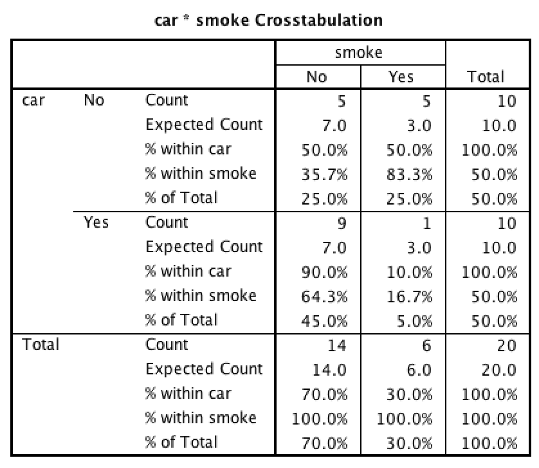 car * smoke Crosstabulation
smoke
No Yes Total
car No Count 5 5 10
Expected Count 7.0 3.0 10.0
% within car 50.0% 50.0% 100.0%
% within smoke 35.7% 83.3% 50.0%
% of Total 25.0% 25.0% 50.0%
Yes Count 9 1 10
Expected Count 7.0 3.0 10.0
% within car 90.0% 10.0% 100.0%
% within smoke 64.3% 16.7% 50.0%
% of Total 45.0% 5.0% 50.0%
Total Count 14 6 20
Expected Count 14.0 6.0 20.0
% within car 70.0% 30.0% 100.0%
% within smoke 100.0% 100.0% 100.0%
% of Total 70.0% 30.0% 100.0%